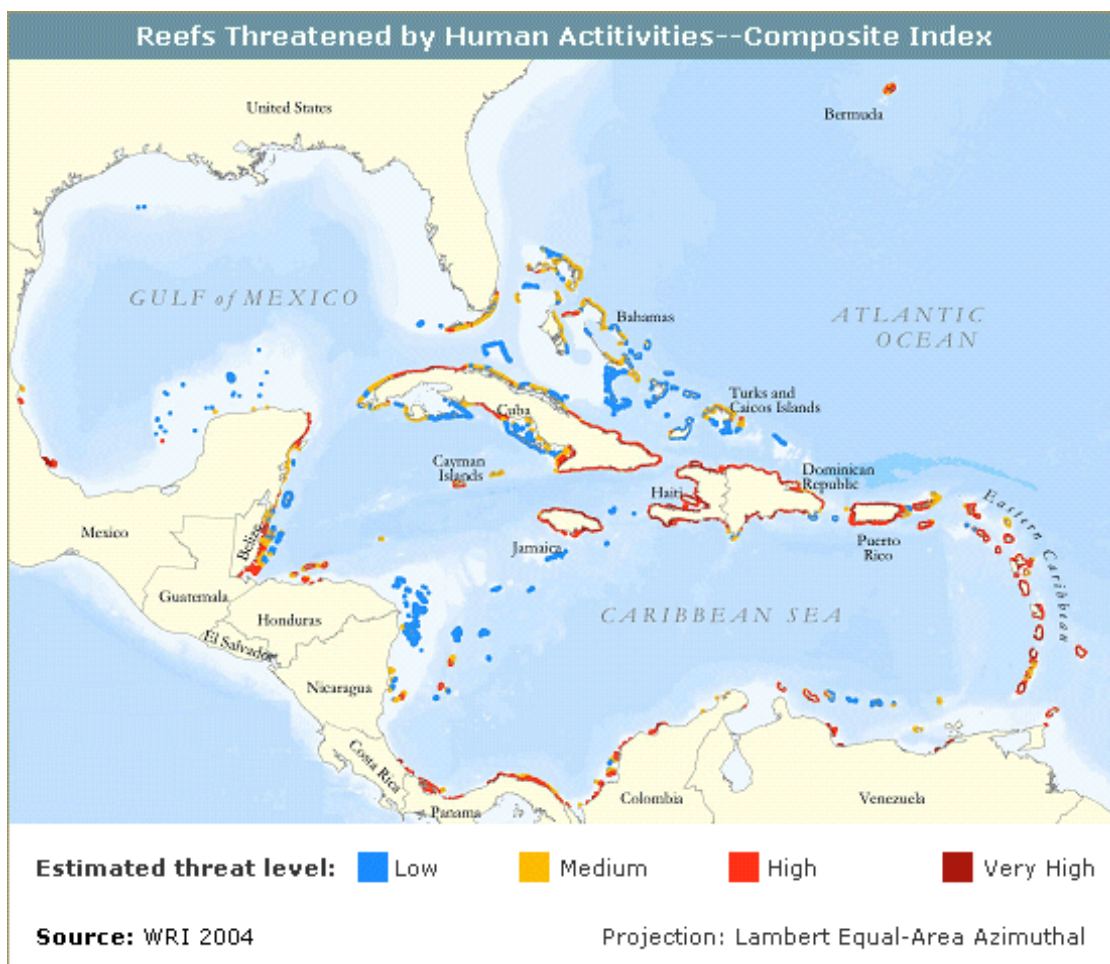 Reefs Threatened by Human Actitivities--Composite Index
United States
Bermuda
GULF of MEXICO
ATLANTIC
OCEAN
Bahamas
Turks and
Caicos Islands
Cuba
Cayman
Islands
Dominican
Republic
Haiti
Eastern Caribbean
Mexico
Belize
Jamaica
Puerto
Rico
Guatemala
Honduras
CARIBBEAN SEA
El Salvador
Nicaragua
Costa Rica
Panama
Colombia
Venezuela
Estimated threat level: Low Medium High Very High
Source: WRI 2004 Projection: Lambert Equal-Area Azimuthal